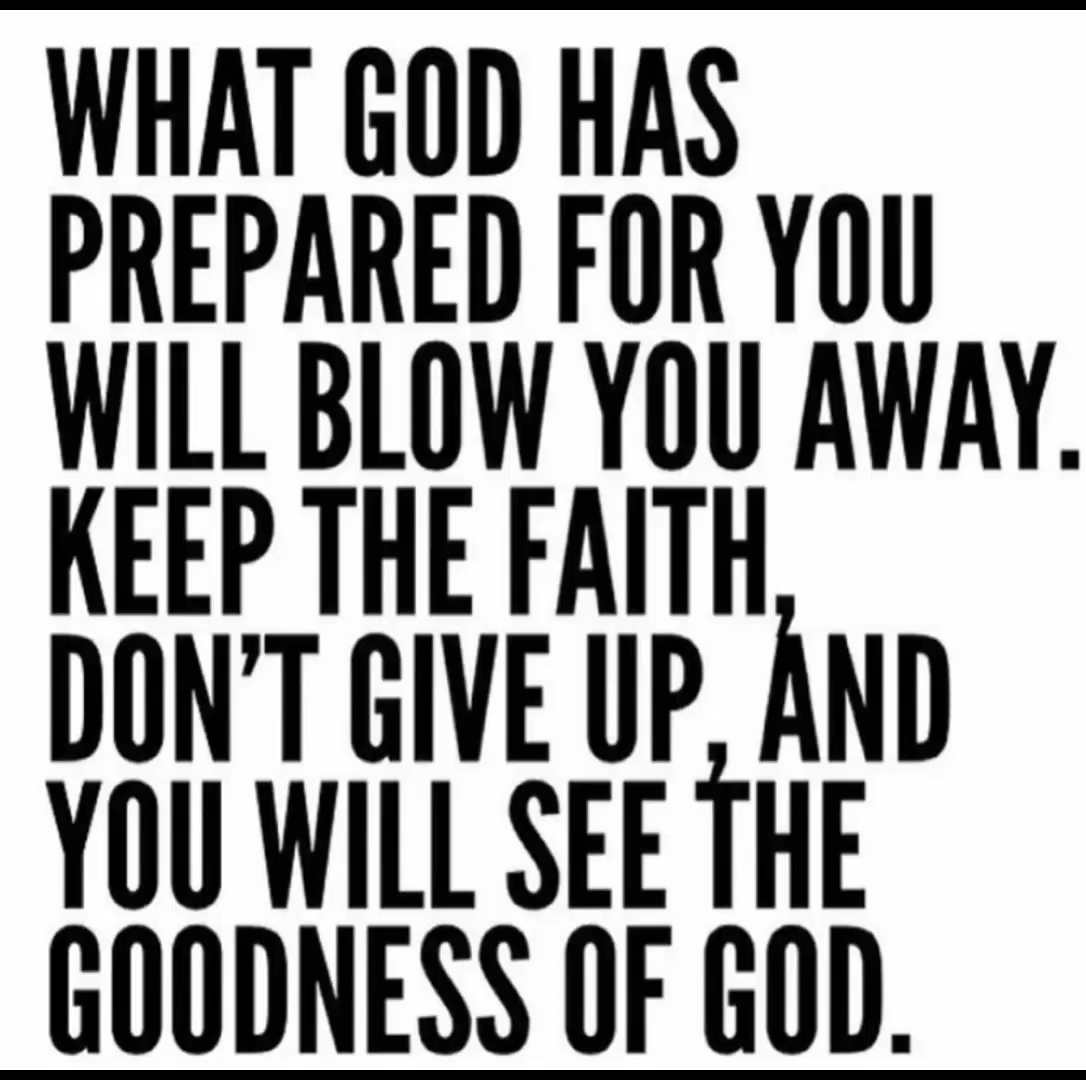 WHAT GOD HAS
PREPARED FOR YOU
WILL BLOW YOU AWAY.
KEEP THE FAITH,
DON’T GIVE UP, AND
YOU WILL SEE THE
GOODNESS OF GOD.